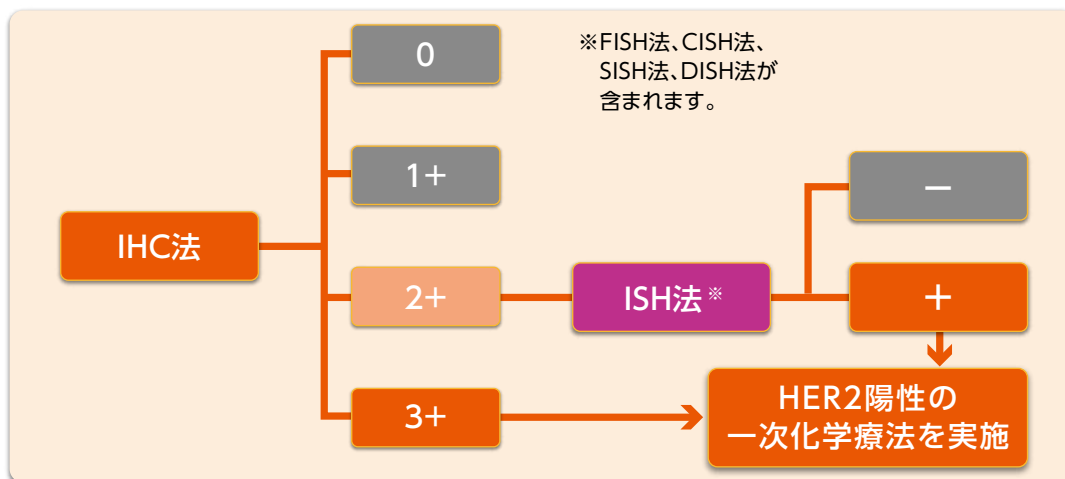 0
※FISH法、CISH法、
SISH法、DISH法が
含まれます。
1+
−
IHC法
2+
ISH法※
+
3+
HER2陽性の
一次化学療法を実施